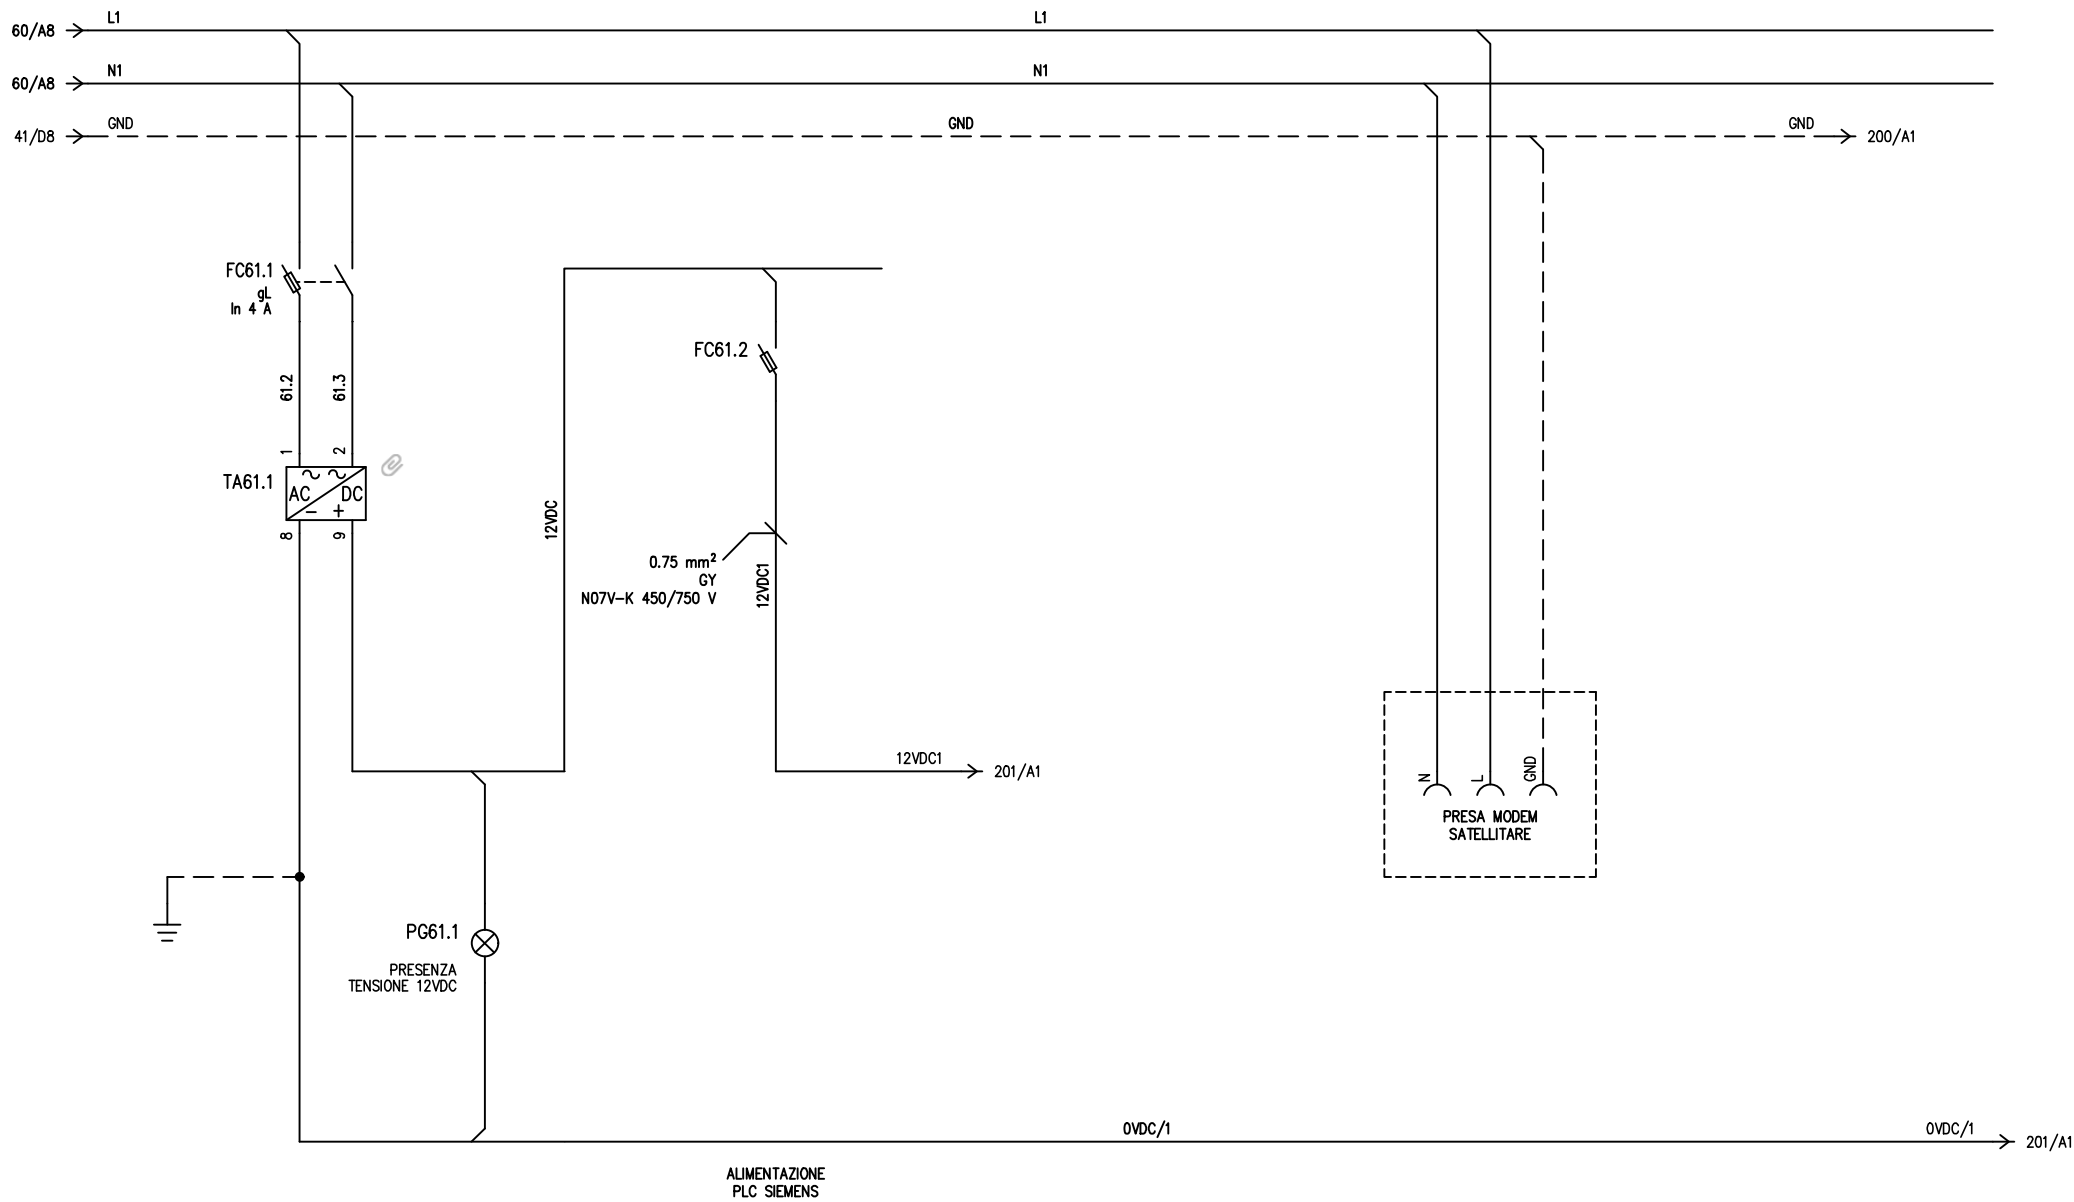 L1
L1
60/A8
N1
N1
60/A8
GND
GND
GND
41/D8
200/A1
FC61.1
gL
In 4 A
FC61.2
61.2
61.3
1
2
TA61.1
AC
DC
8
9
12VDC
0.75 mm²
GY
N07V-K 450/750 V
12VDC1
12VDC1
201/A1
N
L
GND
PRESA MODEM
SATELLITARE
PG61.1
PRESENZA
TENSIONE 12VDC
0VDC/1
0VDC/1
201/A1
ALIMENTAZIONE
PLC SIEMENS